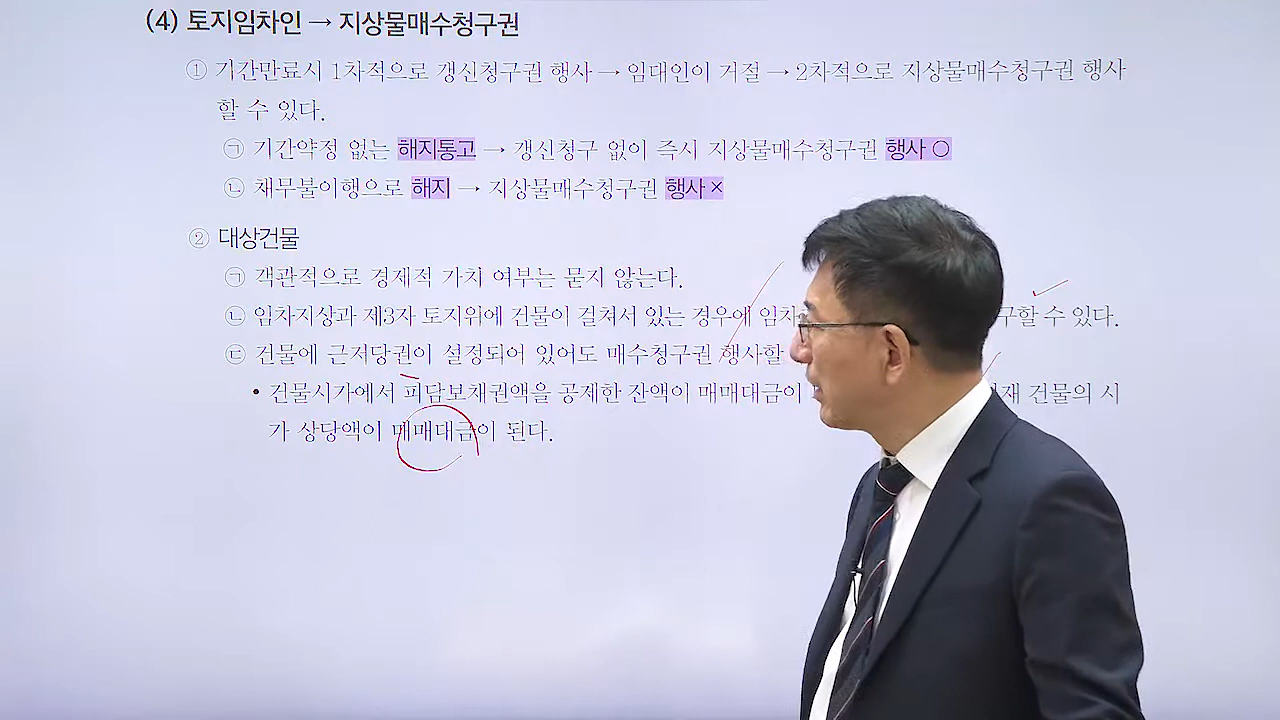 (4) 토지임차인 → 지상물매수청구권
① 기간만료시 1차적으로 갱신청구권 행사 → 임대인이 거절 → 2차적으로 지상물매수청구권 행사
할 수 있다.
㉠ 기간약정 없는 해지통고 → 갱신청구 없이 즉시 지상물매수청구권 행사 ○
㉡ 채무불이행으로 해지 → 지상물매수청구권 행사 ×
② 대상건물
㉠ 객관적으로 경제적 가치 여부는 묻지 않는다.
㉡ 임차지상과 제3자 토지위에 건물이 걸쳐서 있는 경우에 할 수 있다.
㉢ 건물에 근저당권이 설정되어 있어도 매수청구권 행사할
• 건물시가에서 피담보채권액을 공제한 잔액이 매매대금이 건물의 시
가 상당액이 매매대금이 된다.